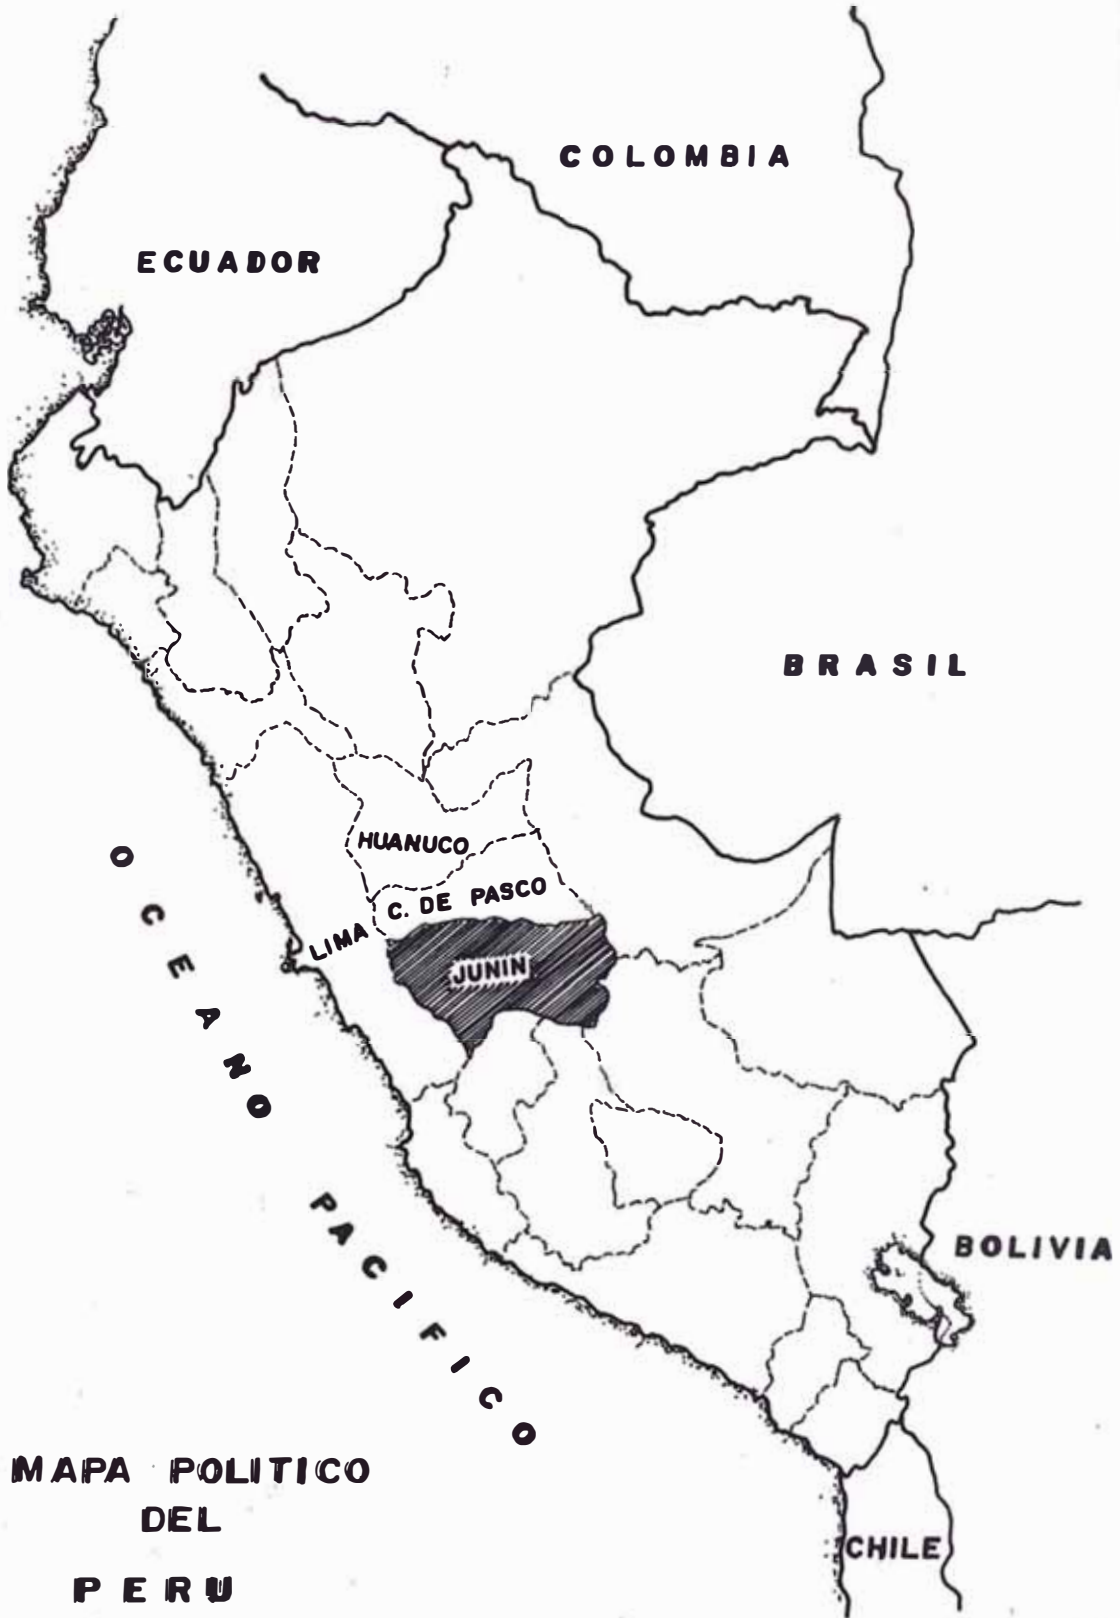 COLOMBIA
ECUADOR
BRASIL
HUANUCO
C. DE PASCO
LIMA
JUNIN
OCEANO PACIFICO
BOLIVIA
MAPA POLITICO
DEL
PERU
CHILE